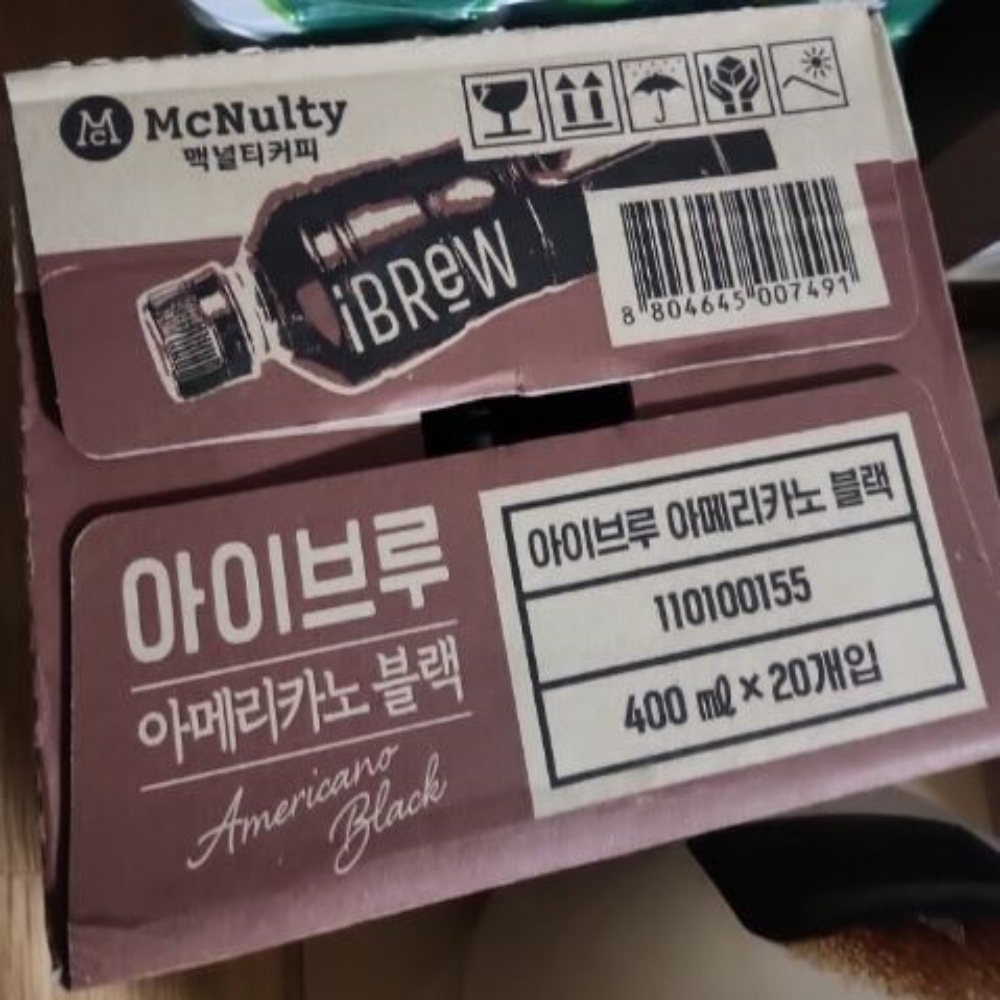 McNulty
맥널티커피
iBReW
8 804645 007491
아이브루
아메리카노 블랙
Americano
Black
아이브루 아메리카노 블랙
110100155
400 ㎖ × 20개입